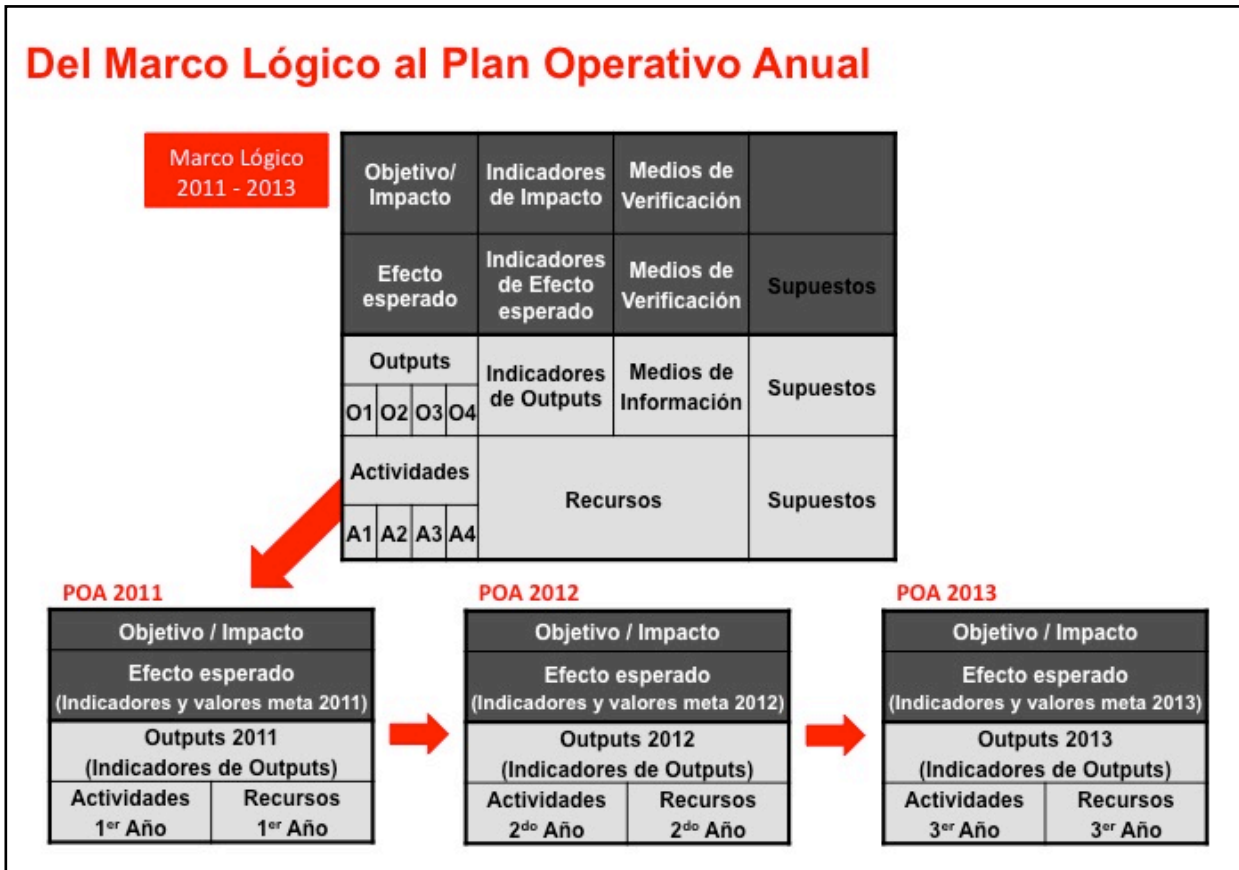 Del Marco Lógico al Plan Operativo Anual
Marco Lógico
2011 - 2013
Objetivo/
Impacto
Indicadores
de Impacto
Medios de
Verificación
Efecto
esperado
Indicadores
de Efecto
esperado
Medios de
Verificación
Supuestos
Outputs
O1 O2 O3 O4
Indicadores
de Outputs
Medios de
Información
Supuestos
Actividades
A1 A2 A3 A4
Recursos
Supuestos
POA 2011
Objetivo / Impacto
Efecto esperado
(Indicadores y valores meta 2011)
Outputs 2011
(Indicadores de Outputs)
Actividades
1er Año
Recursos
1er Año
POA 2012
Objetivo / Impacto
Efecto esperado
(Indicadores y valores meta 2012)
Outputs 2012
(Indicadores de Outputs)
Actividades
2do Año
Recursos
2do Año
POA 2013
Objetivo / Impacto
Efecto esperado
(Indicadores y valores meta 2013)
Outputs 2013
(Indicadores de Outputs)
Actividades
3er Año
Recursos
3er Año